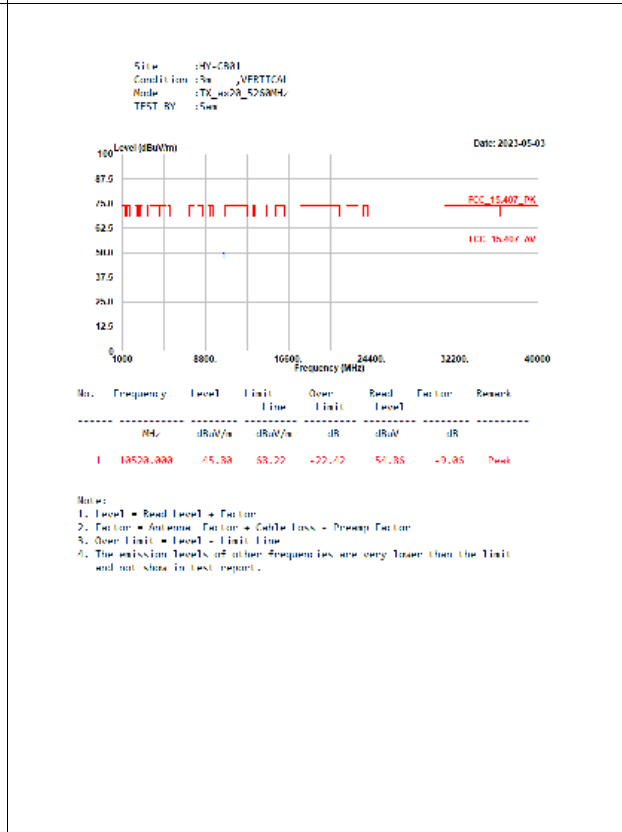 Site :HY-CB01
Condition :3m ,VERTICAL
Mode :TX_ax20_5260MHz
TEST BY :Sam
Level (dBuV/m)
Date: 2023-05-03
100
87.5
75.0
62.5
50.0
37.5
25.0
12.5
0
FCC_15.407_PK
FCC_15.407_AV
1000 8800. 16600. 24400. 32200. 40000
Frequency (MHz)
No. Frequency Level Limit Over Read Factor Remark
Line Limit Level
MHz dBuV/m dBuV/m dB dBuV dB
1 10520.000 45.80 68.22 -22.42 54.86 -9.06 Peak
Note:
1. Level = Read Level + Factor
2. Factor = Antenna Factor + Cable Loss - Preamp Factor
3. Over Limit = Level - Limit Line
4. The emission levels of other frequencies are very lower than the limit
and not show in test report.